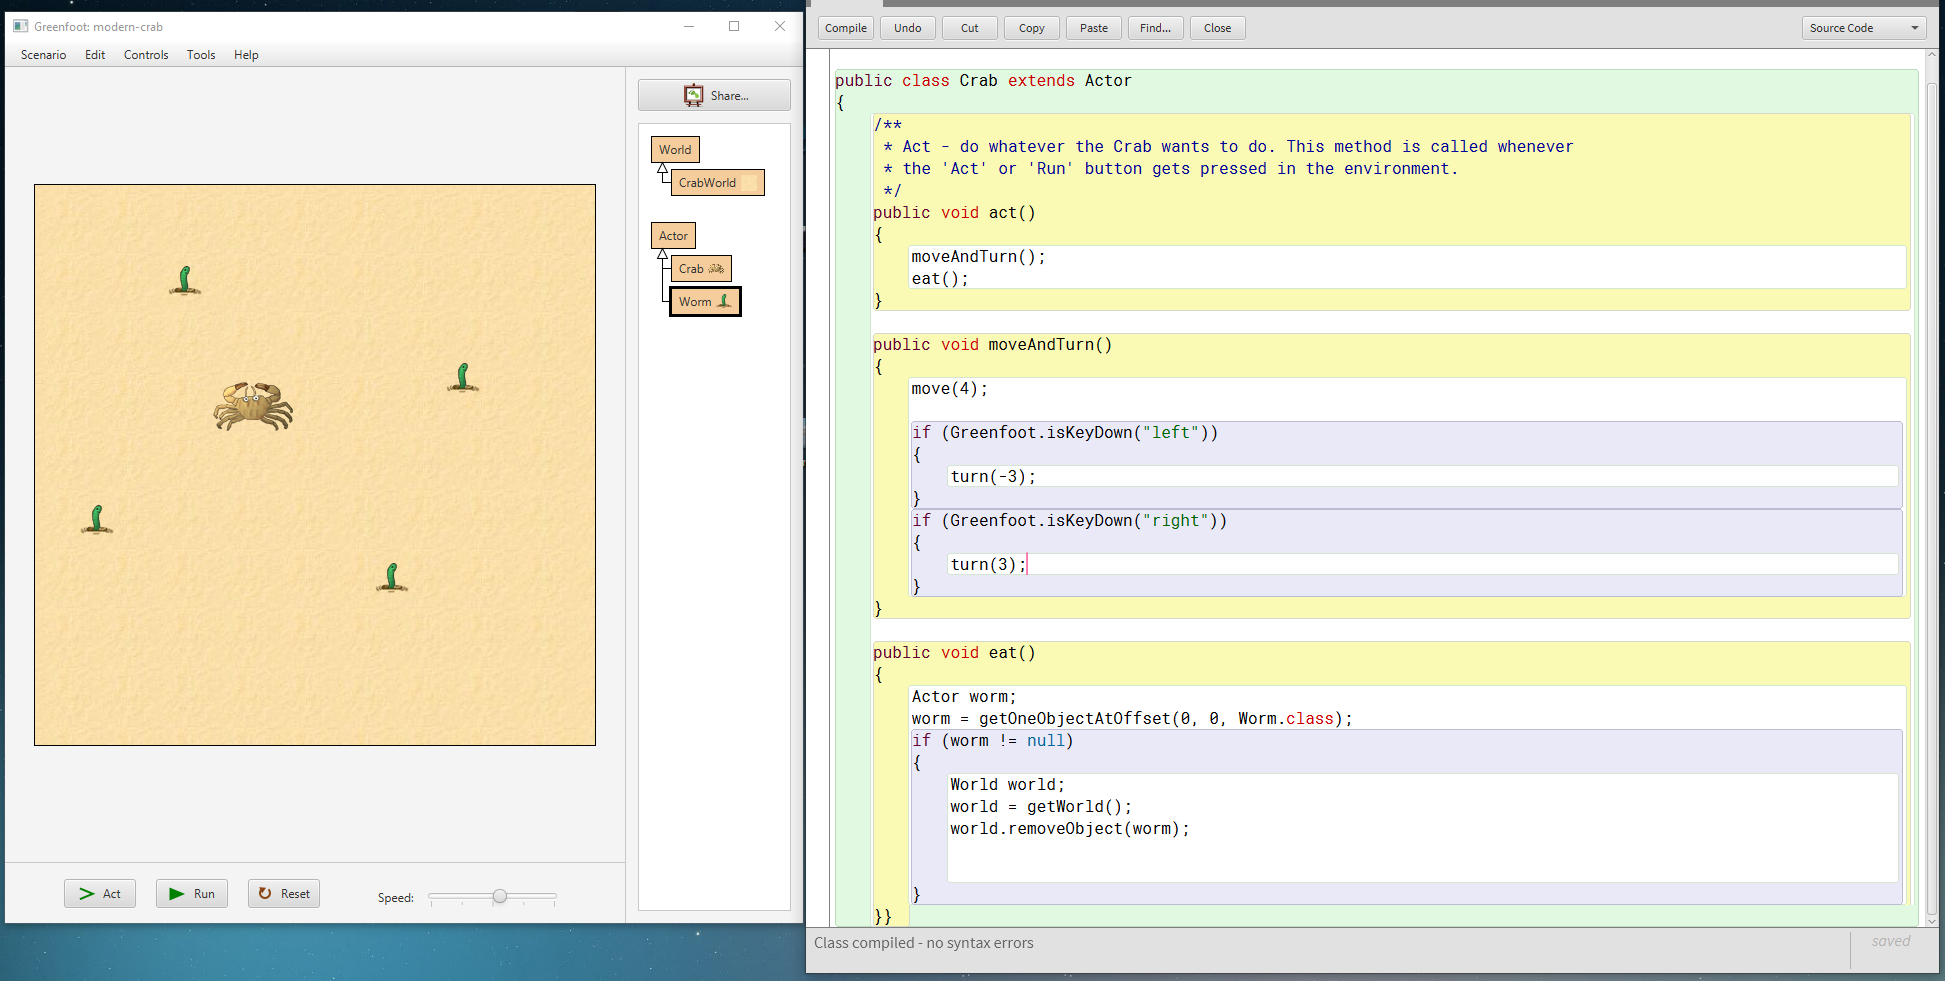 Greenfoot: modern-crab
Scenario Edit Controls Tools Help
Share...
World
CrabWorld
Actor
Crab
Worm
Act Run Reset Speed:
Compile Undo Cut Copy Paste Find... Close Source Code
public class Crab extends Actor
{
/**
* Act - do whatever the Crab wants to do. This method is called whenever
* the 'Act' or 'Run' button gets pressed in the environment.
*/
public void act()
{
moveAndTurn();
eat();
}
public void moveAndTurn()
{
move(4);
if (Greenfoot.isKeyDown("left"))
{
turn(-3);
}
if (Greenfoot.isKeyDown("right"))
{
turn(3);
}
}
public void eat()
{
Actor worm;
worm = getOneObjectAtOffset(0, 0, Worm.class);
if (worm != null)
{
World world;
world = getWorld();
world.removeObject(worm);
}
}}
Class compiled - no syntax errors
saved